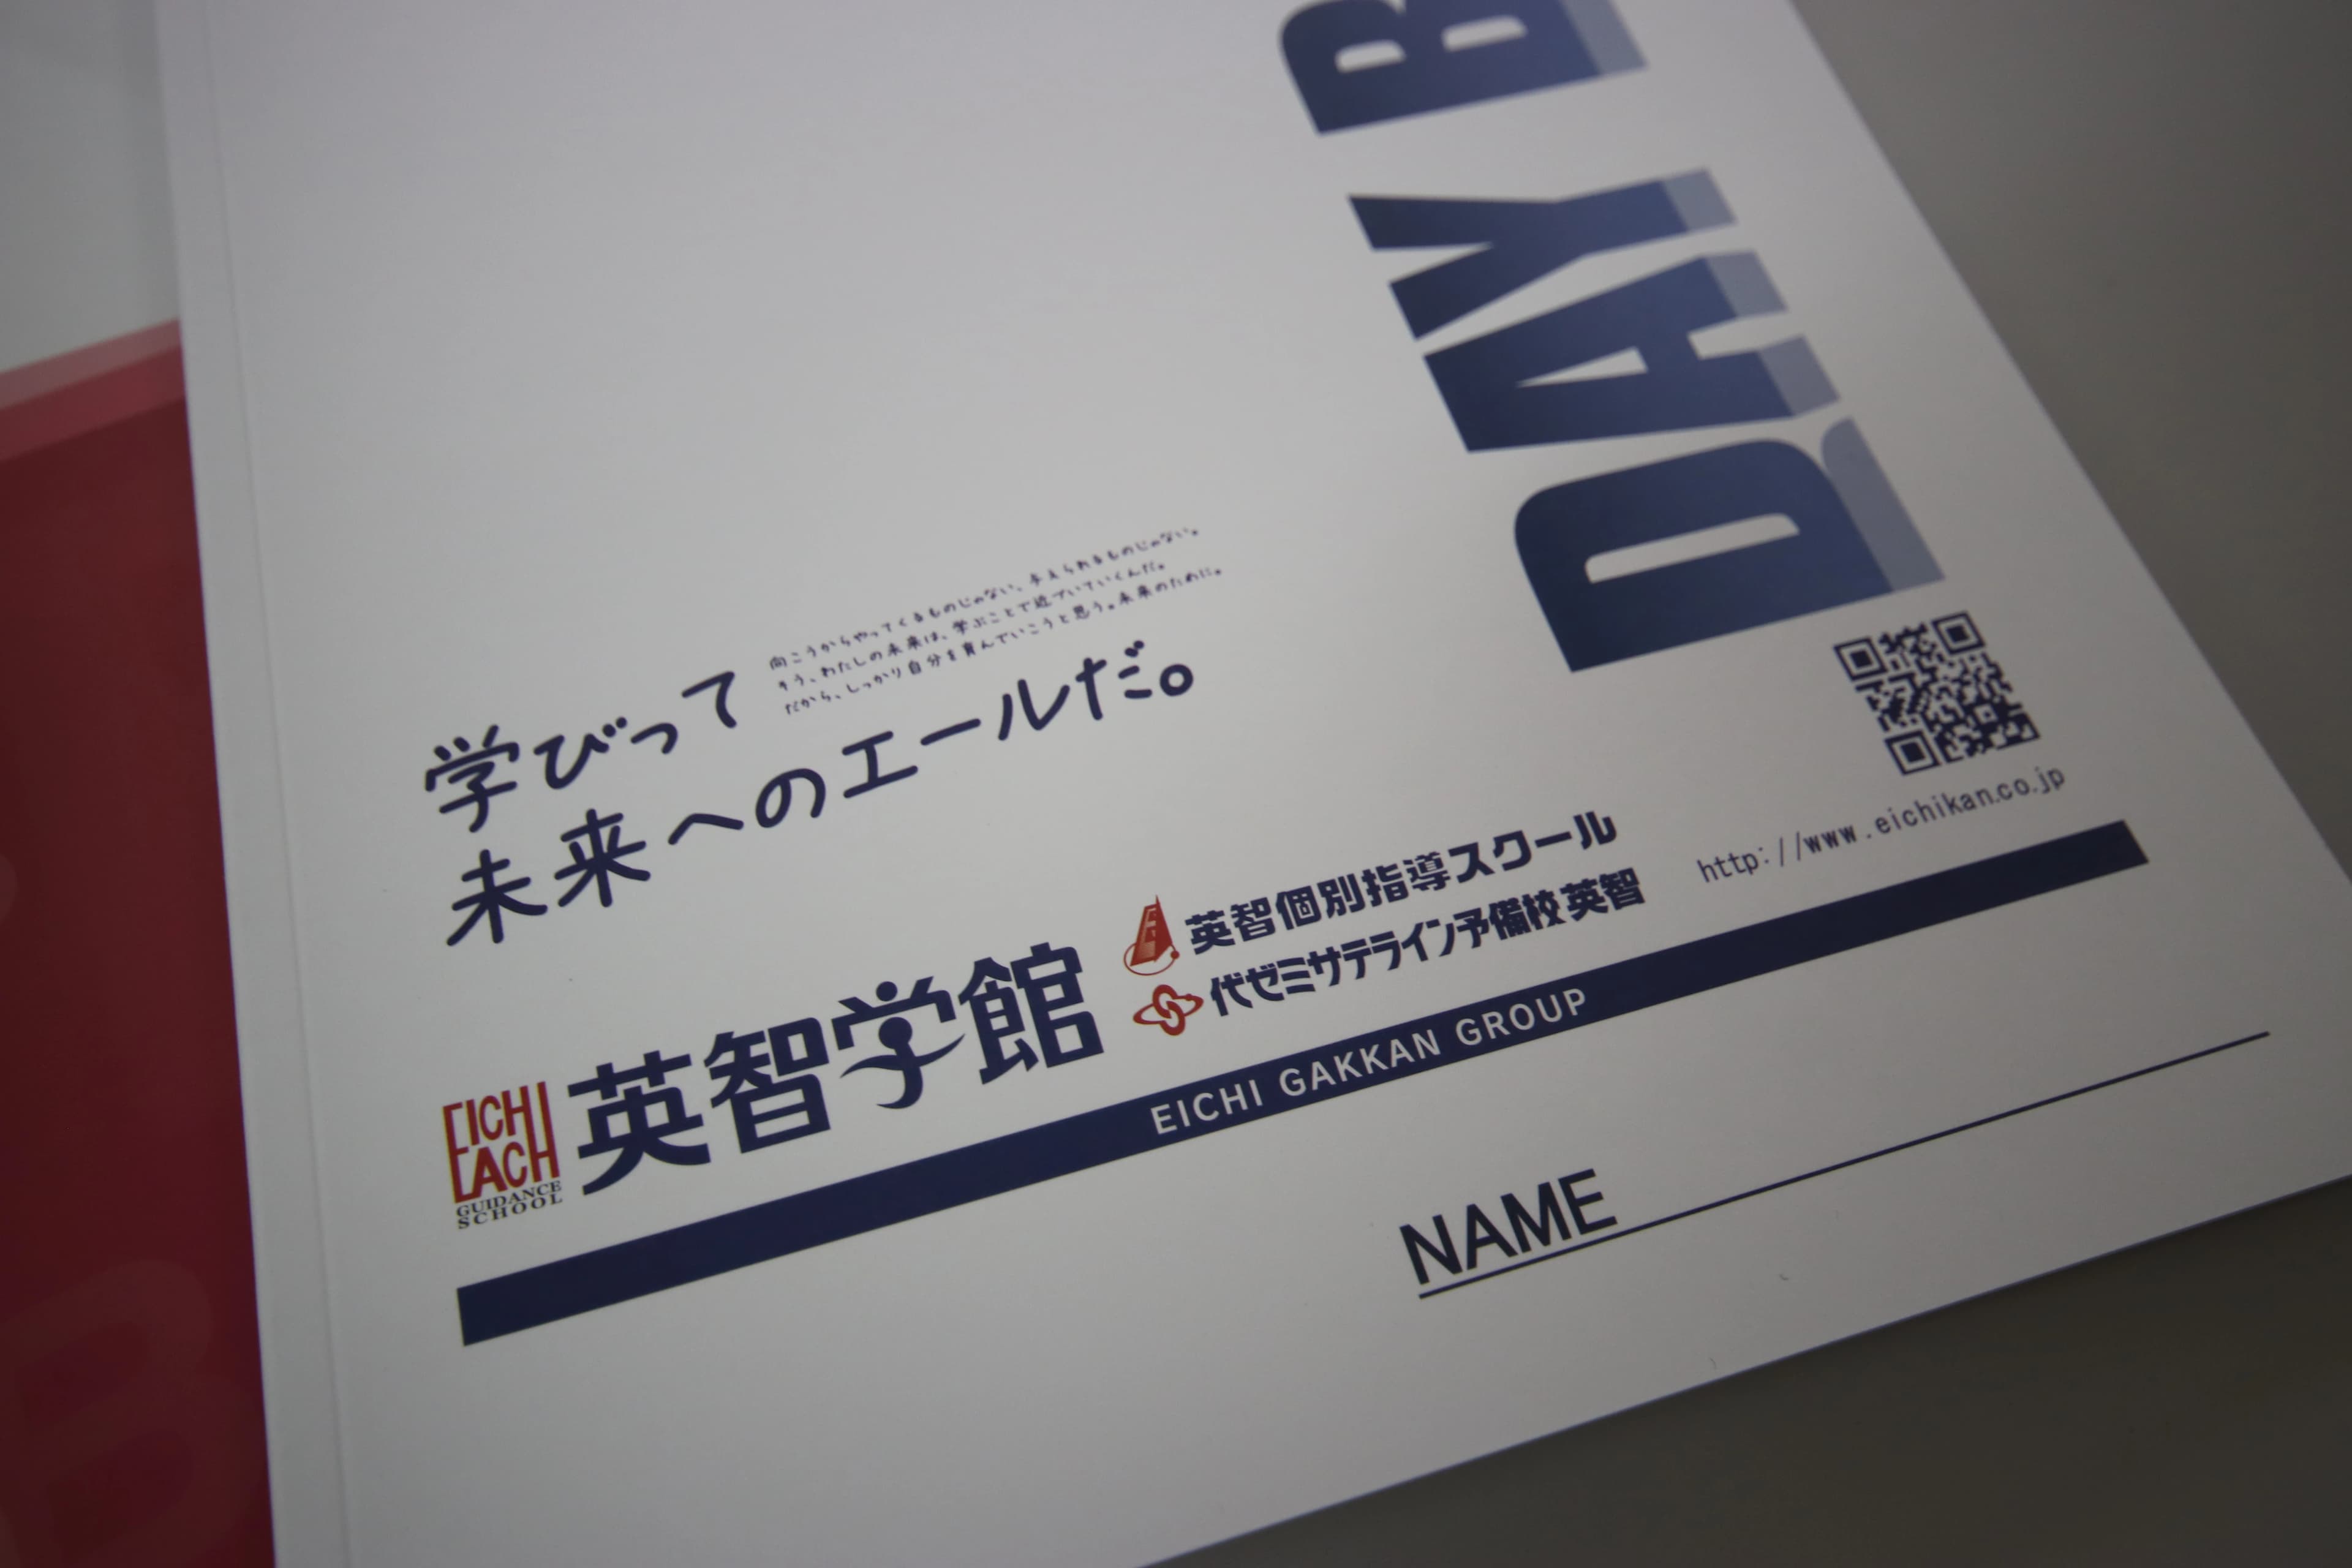 DAY B
向こうからやってくるものじゃない、与えられるものじゃない。
そう、わたしの未来は、学ぶことで近づいていくんだ。
だから、しっかり自分を育んでいこうと思う。未来のために。
学びって
未来へのエールだ。
http://www.eichikan.co.jp
英智個別指導スクール
代ゼミサテライン予備校英智
EICHI
EACH
GUIDANCE
SCHOOL
英智学館
EICHI GAKKAN GROUP
NAME